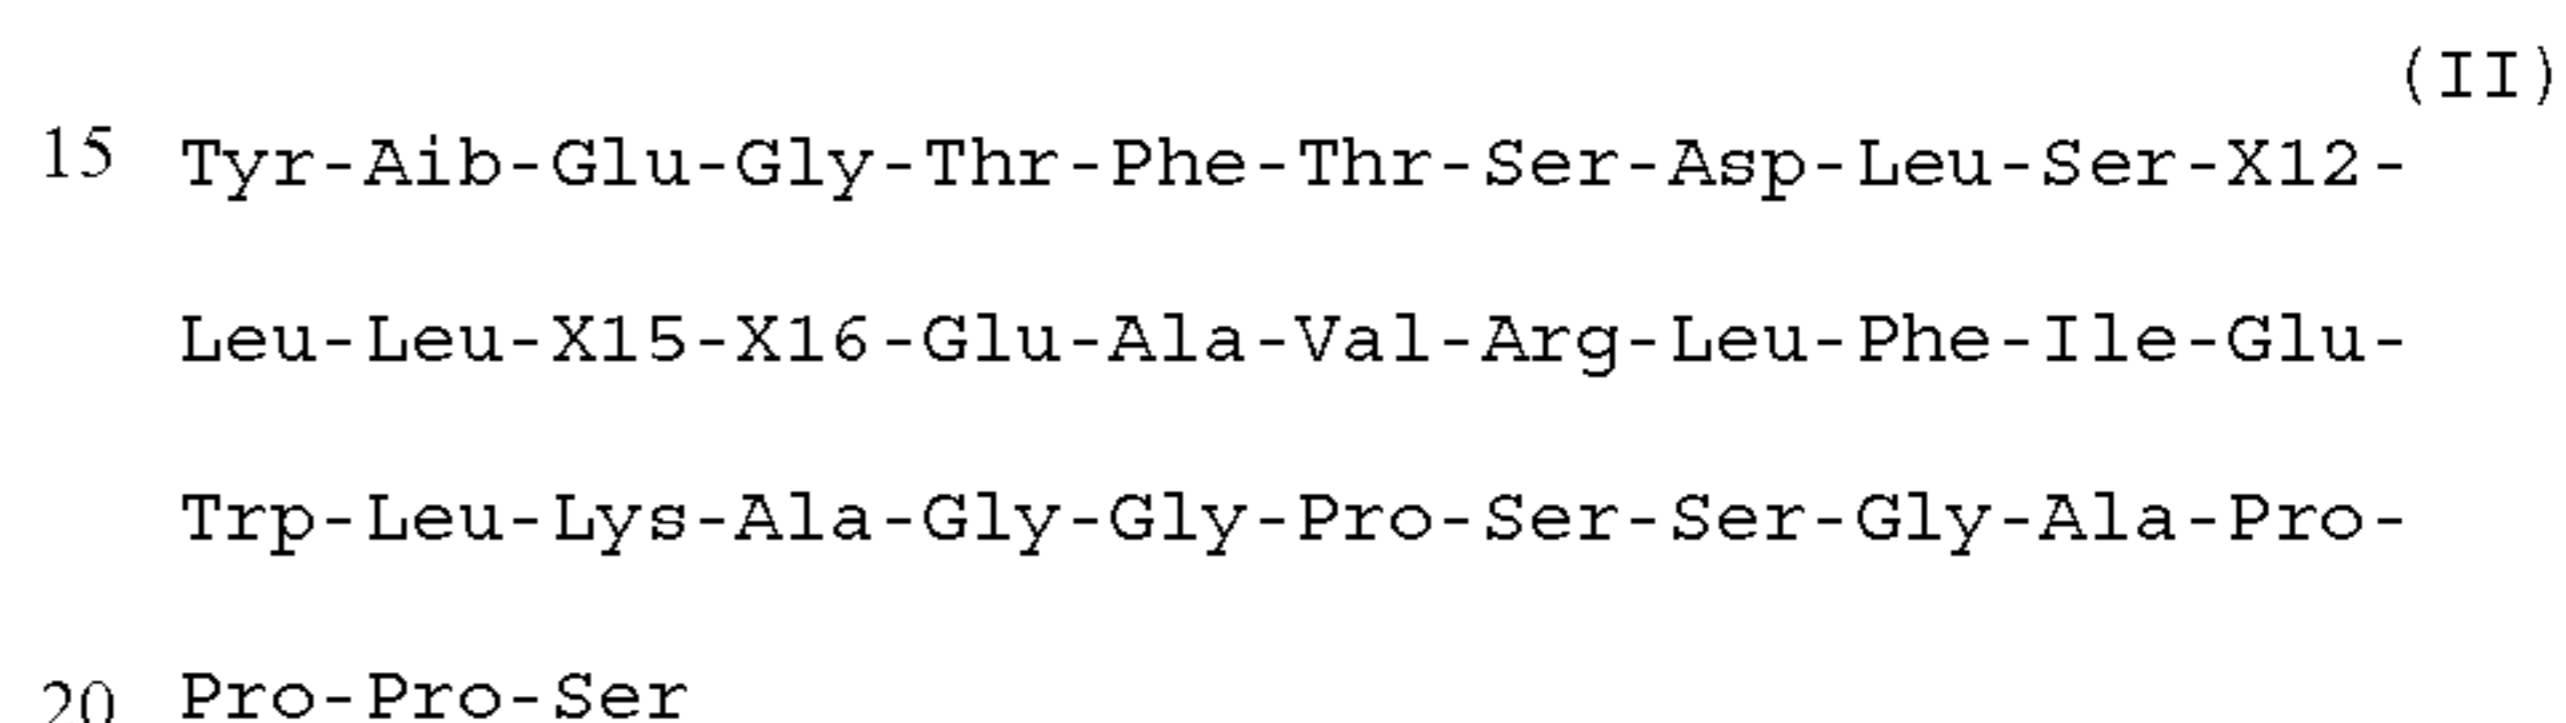 (II)
15 Tyr-Aib-Glu-Gly-Thr-Phe-Thr-Ser-Asp-Leu-Ser-X12-
Leu-Leu-X15-X16-Glu-Ala-Val-Arg-Leu-Phe-Ile-Glu-
Trp-Leu-Lys-Ala-Gly-Gly-Pro-Ser-Ser-Gly-Ala-Pro-
20 Pro-Pro-Ser